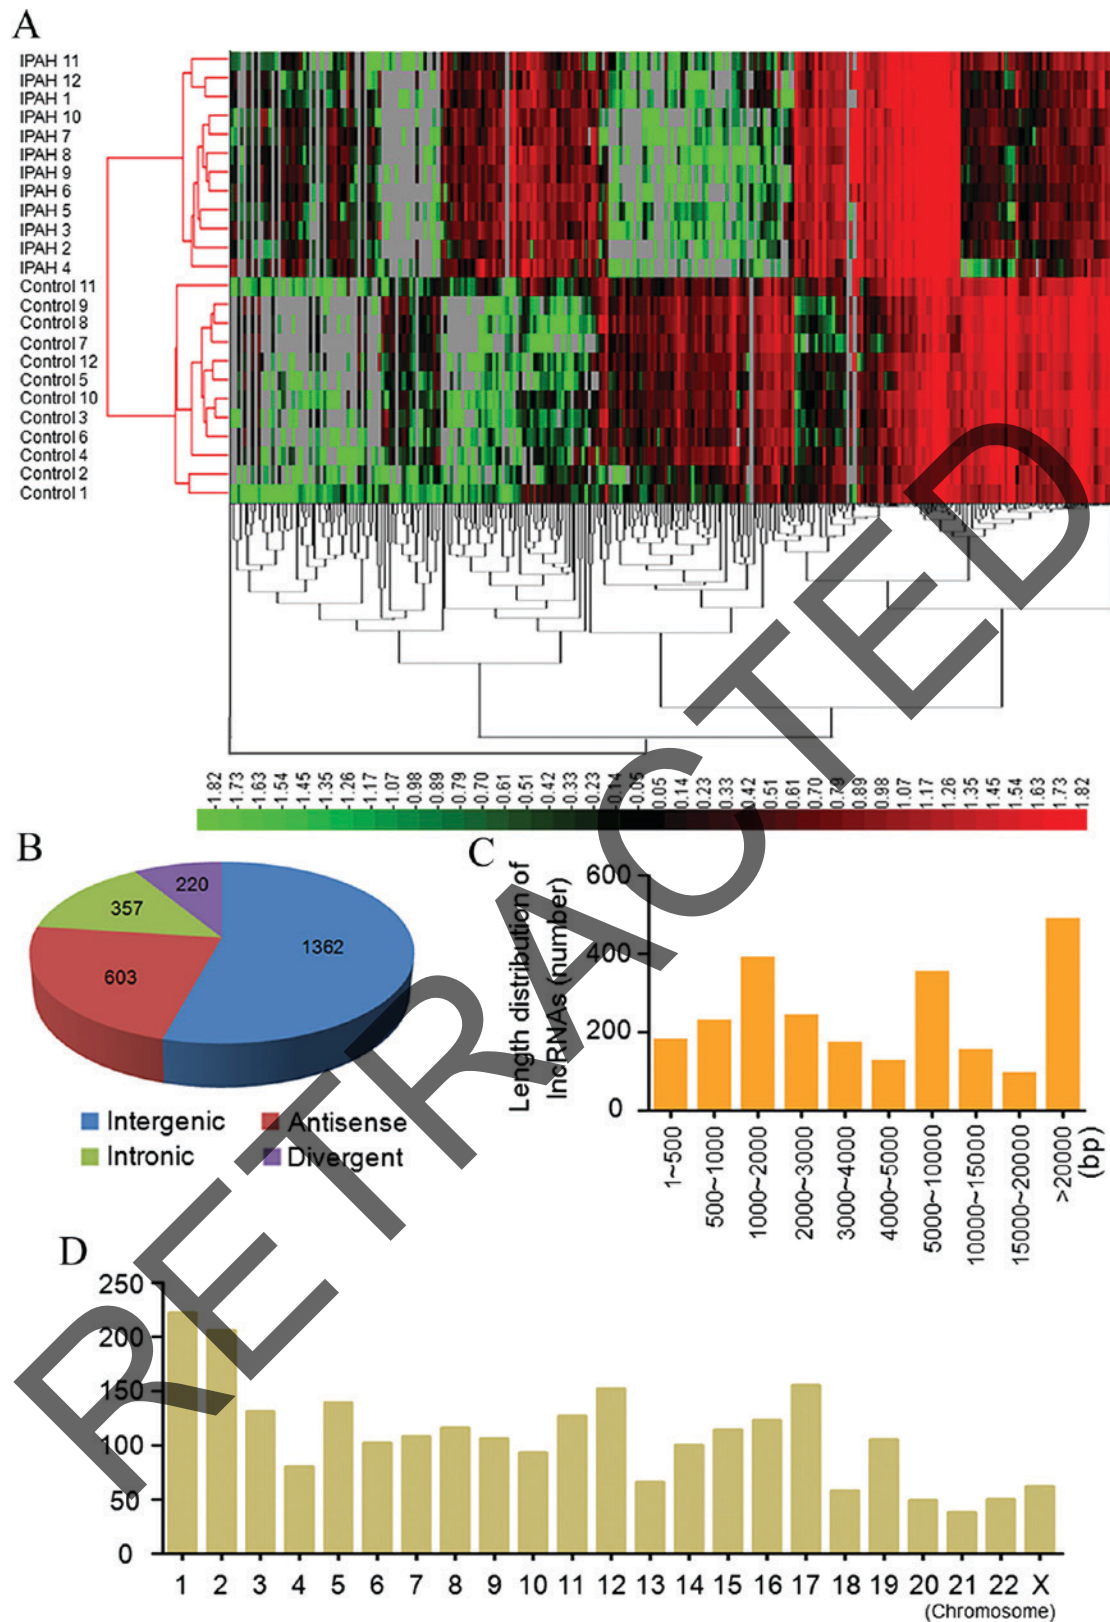 A
IPAH 11
IPAH 12
IPAH 1
IPAH 10
IPAH 7
IPAH 8
IPAH 9
IPAH 6
IPAH 5
IPAH 3
IPAH 2
IPAH 4
Control 11
Control 9
Control 8
Control 7
Control 12
Control 5
Control 10
Control 3
Control 6
Control 4
Control 2
Control 1
-1.82 -1.73 -1.63 -1.54 -1.45 -1.35 -1.26 -1.17 -1.07 -0.98 -0.89 -0.79 -0.70 -0.61 -0.51 -0.42 -0.33 -0.23 -0.14 -0.05 0.05 0.14 0.23 0.33 0.42 0.51 0.61 0.70 0.79 0.89 0.98 1.07 1.17 1.26 1.35 1.45 1.54 1.63 1.73 1.82
B
220
357
1362
603
Intergenic Antisense
Intronic Divergent
C
Length distribution of
lncRNAs (number)
600
400
200
0
1~500 500~1000 1000~2000 2000~3000 3000~4000 4000~5000 5000~10000 10000~15000 15000~20000 >20000
(bp)
D
250
200
150
100
50
0
1 2 3 4 5 6 7 8 9 10 11 12 13 14 15 16 17 18 19 20 21 22 X
(Chromosome)
RETRACTED